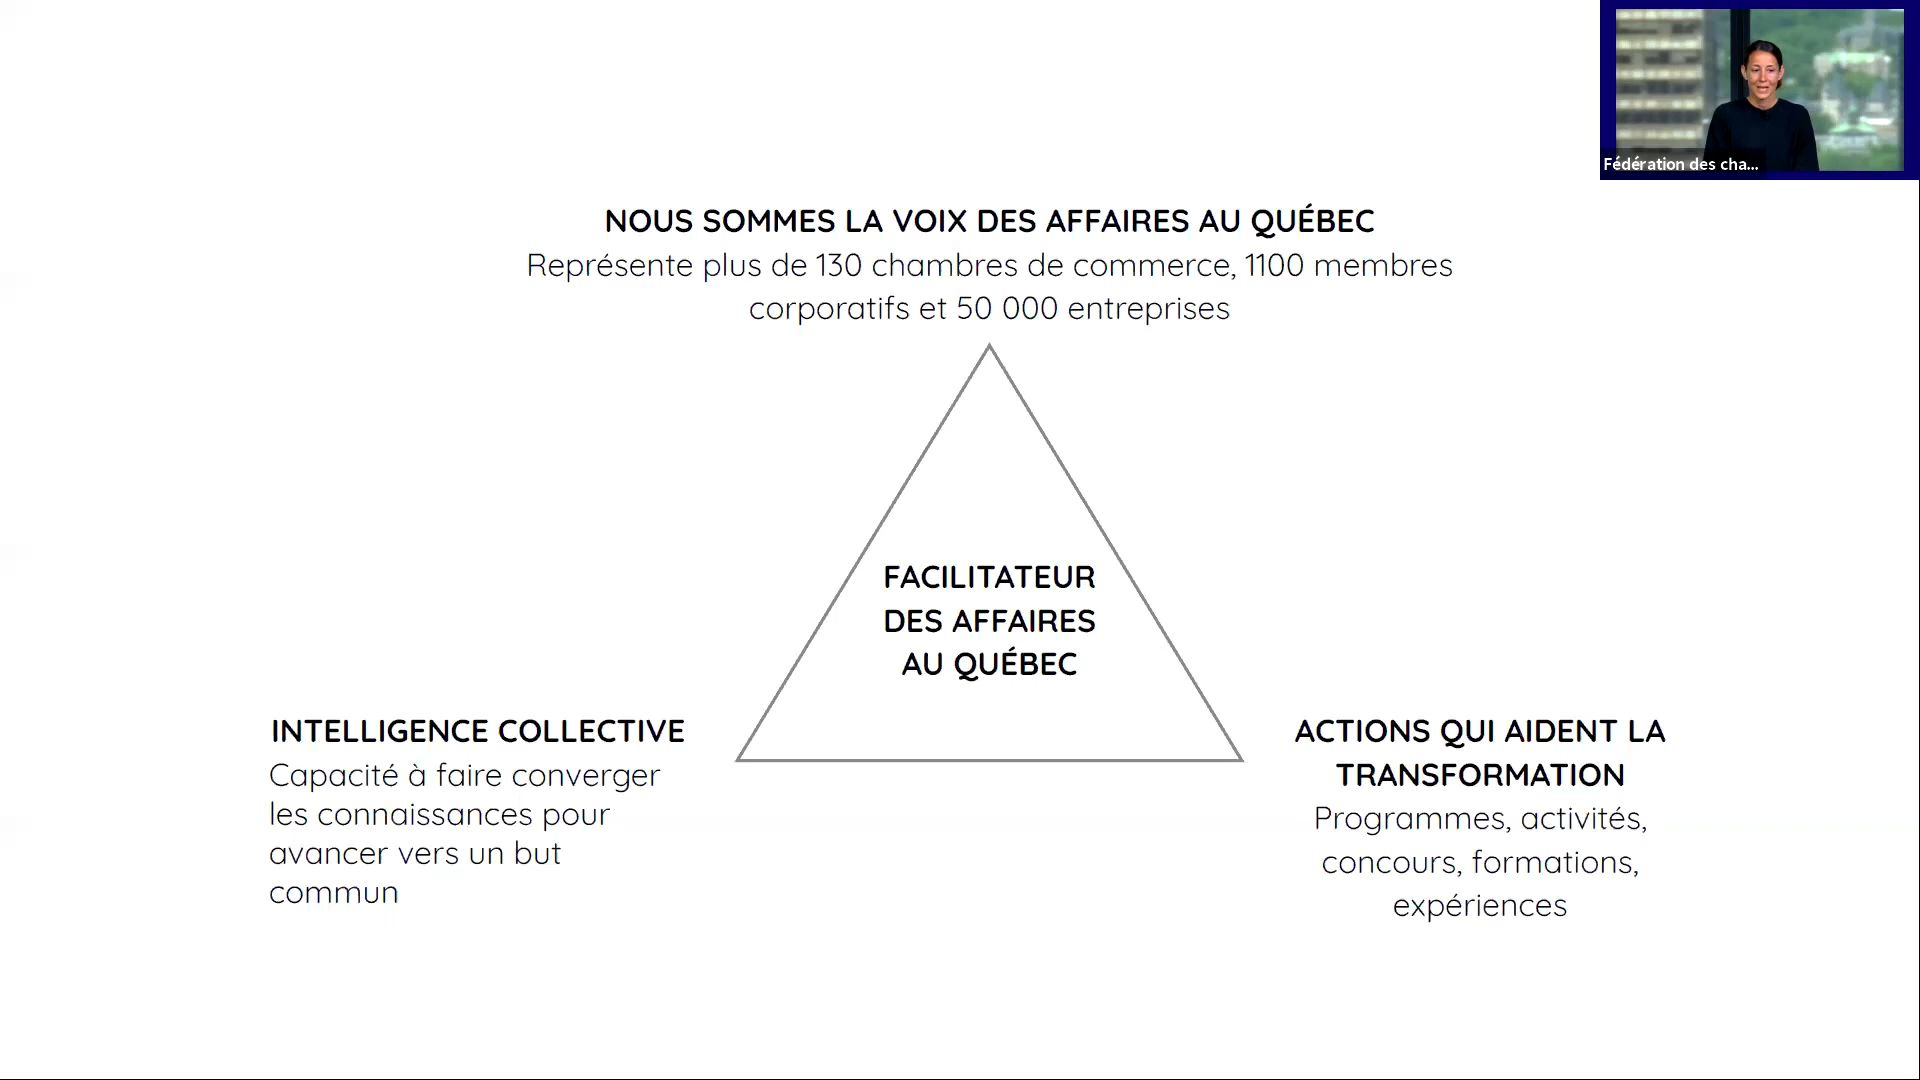 Fédération des cha...
NOUS SOMMES LA VOIX DES AFFAIRES AU QUÉBEC
Représente plus de 130 chambres de commerce, 1100 membres
corporatifs et 50 000 entreprises
FACILITATEUR
DES AFFAIRES
AU QUÉBEC
INTELLIGENCE COLLECTIVE
Capacité à faire converger
les connaissances pour
avancer vers un but
commun
ACTIONS QUI AIDENT LA
TRANSFORMATION
Programmes, activités,
concours, formations,
expériences